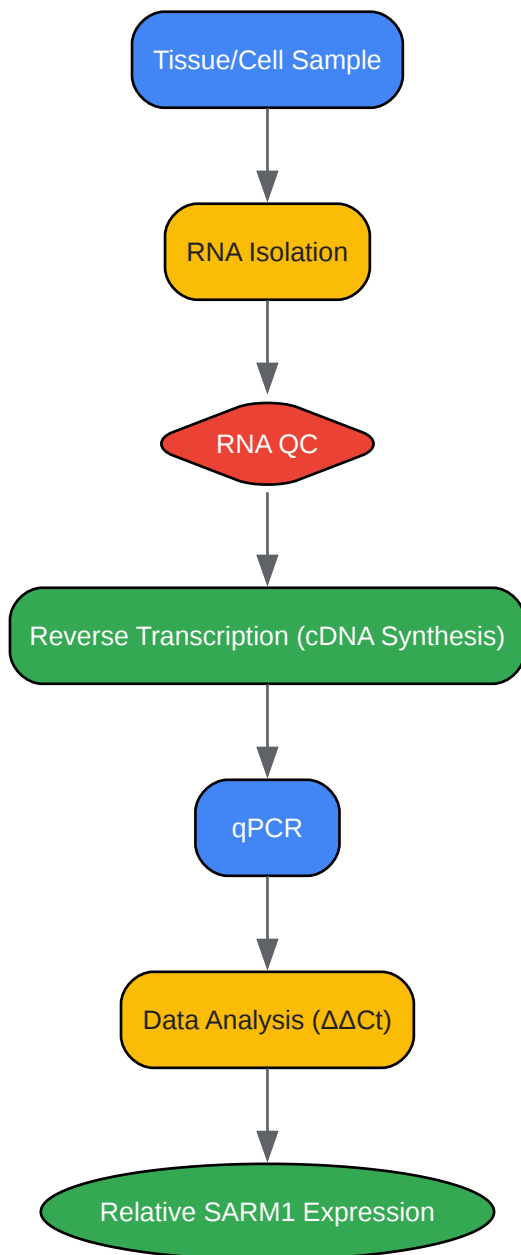 Tissue/Cell Sample
RNA Isolation
RNA QC
Reverse Transcription (cDNA Synthesis)
qPCR
Data Analysis (ΔΔCt)
Relative SARM1 Expression